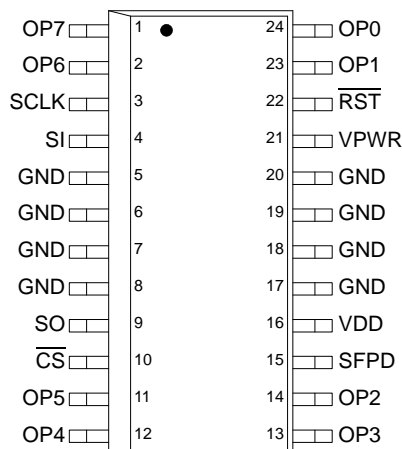 OP7 1 24 OP0
OP6 2 23 OP1
SCLK 3 22 RST
SI 4 21 VPWR
GND 5 20 GND
GND 6 19 GND
GND 7 18 GND
GND 8 17 GND
SO 9 16 VDD
CS 10 15 SFPD
OP5 11 14 OP2
OP4 12 13 OP3